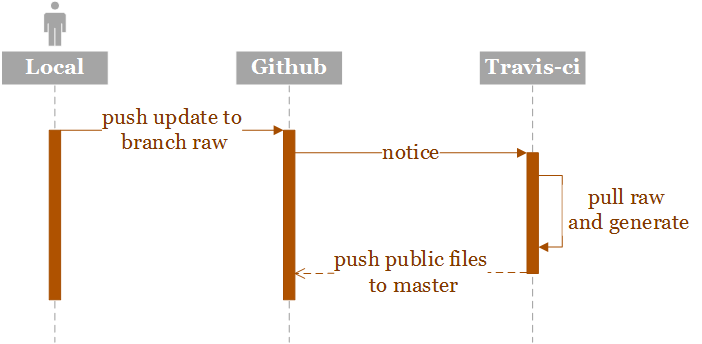 Local
Github
Travis-ci
push update to
branch raw
notice
pull raw
and generate
push public files
to master